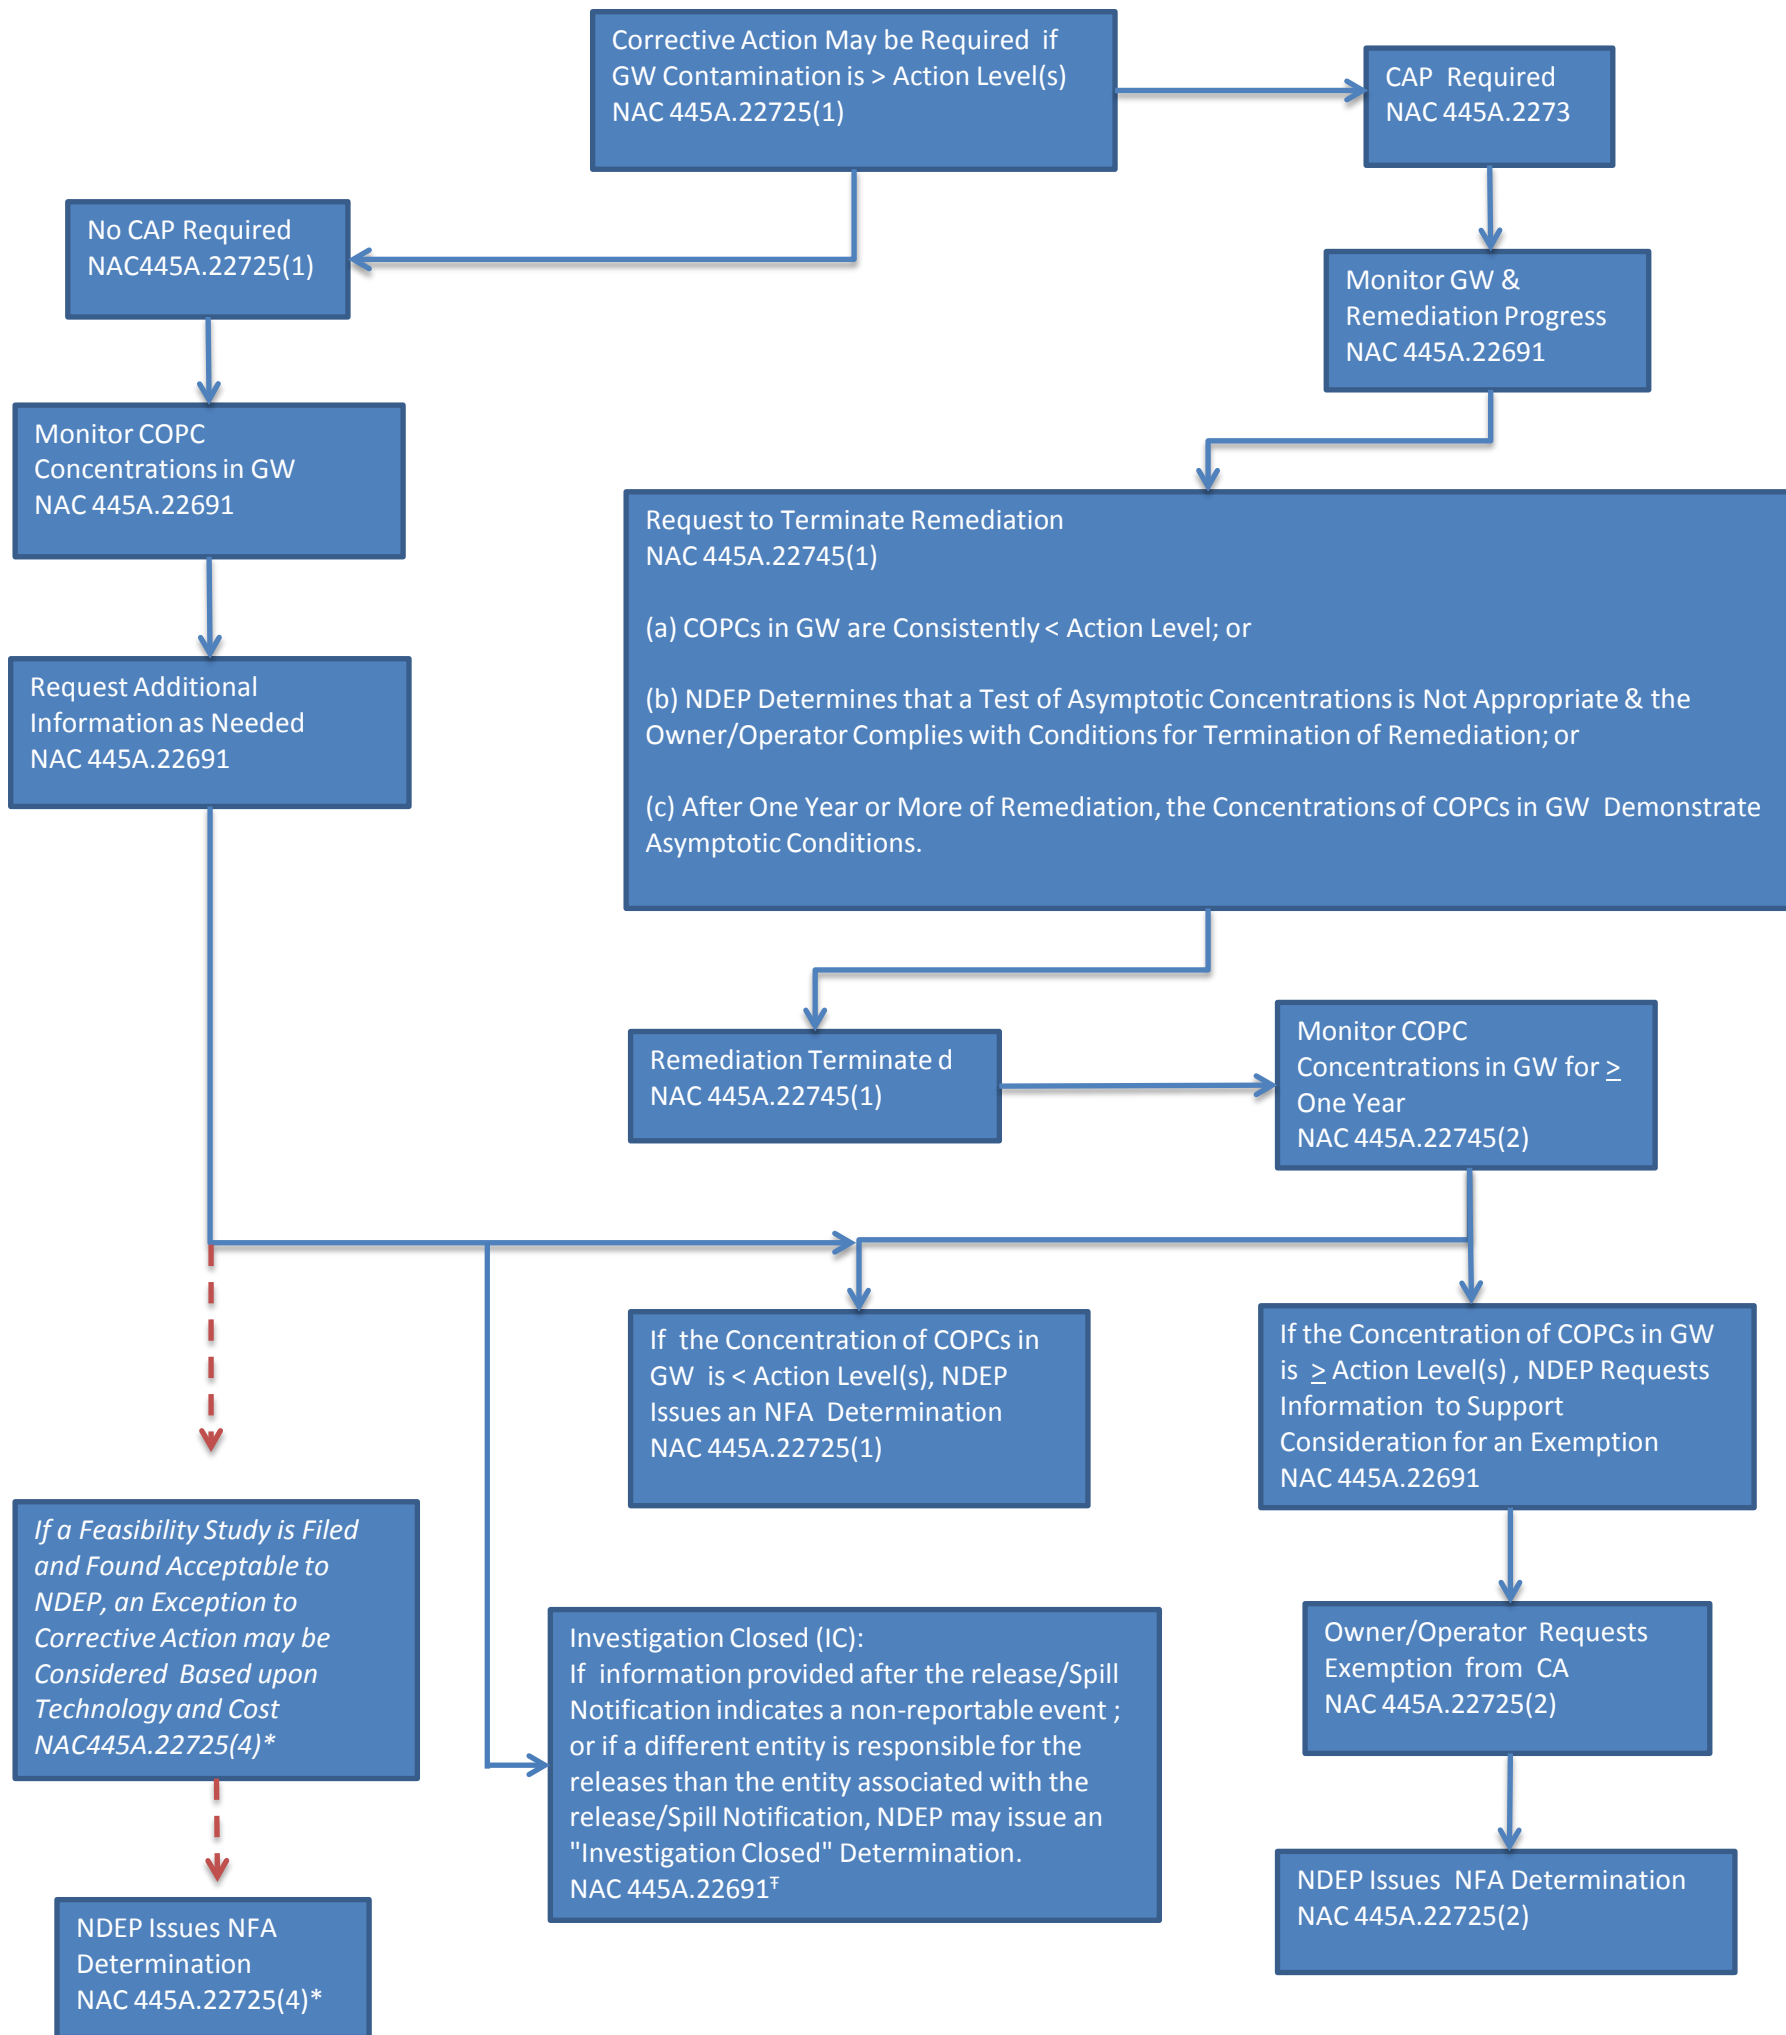 Corrective Action May be Required if
GW Contamination is > Action Level(s)
NAC 445A.22725(1)
CAP Required
NAC 445A.2273
No CAP Required
NAC445A.22725(1)
Monitor GW &
Remediation Progress
NAC 445A.22691
Monitor COPC
Concentrations in GW
NAC 445A.22691
Request to Terminate Remediation
NAC 445A.22745(1)
(a) COPCs in GW are Consistently < Action Level; or
(b) NDEP Determines that a Test of Asymptotic Concentrations is Not Appropriate & the
Owner/Operator Complies with Conditions for Termination of Remediation; or
(c) After One Year or More of Remediation, the Concentrations of COPCs in GW Demonstrate
Asymptotic Conditions.
Request Additional
Information as Needed
NAC 445A.22691
Remediation Terminate d
NAC 445A.22745(1)
Monitor COPC
Concentrations in GW for ≥
One Year
NAC 445A.22745(2)
If the Concentration of COPCs in
GW is < Action Level(s), NDEP
Issues an NFA Determination
NAC 445A.22725(1)
If the Concentration of COPCs in GW
is ≥ Action Level(s) , NDEP Requests
Information to Support
Consideration for an Exemption
NAC 445A.22691
If a Feasibility Study is Filed
and Found Acceptable to
NDEP, an Exception to
Corrective Action may be
Considered Based upon
Technology and Cost
NAC445A.22725(4)*
Investigation Closed (IC):
If information provided after the release/Spill
Notification indicates a non-reportable event ;
or if a different entity is responsible for the
releases than the entity associated with the
release/Spill Notification, NDEP may issue an
"Investigation Closed" Determination.
NAC 445A.22691Ŧ
Owner/Operator Requests
Exemption from CA
NAC 445A.22725(2)
NDEP Issues NFA Determination
NAC 445A.22725(2)
NDEP Issues NFA
Determination
NAC 445A.22725(4)*